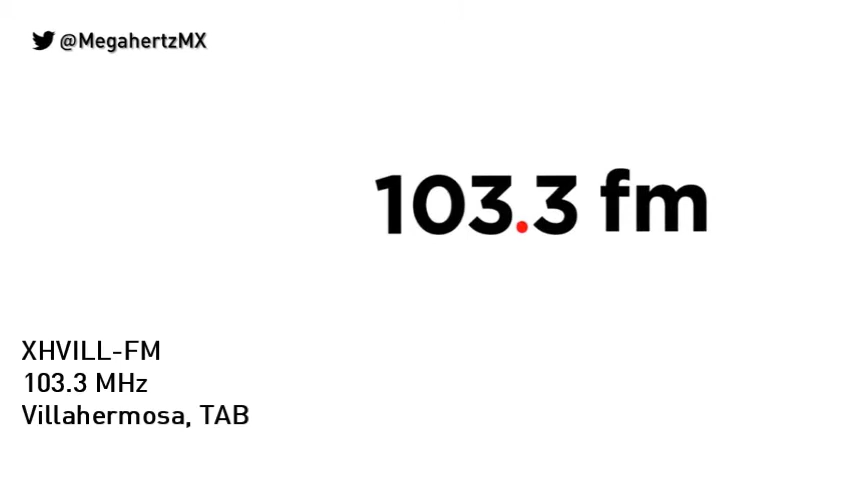 @MegahertzMX
103.3 fm
XHVILL-FM
103.3 MHz
Villahermosa, TAB